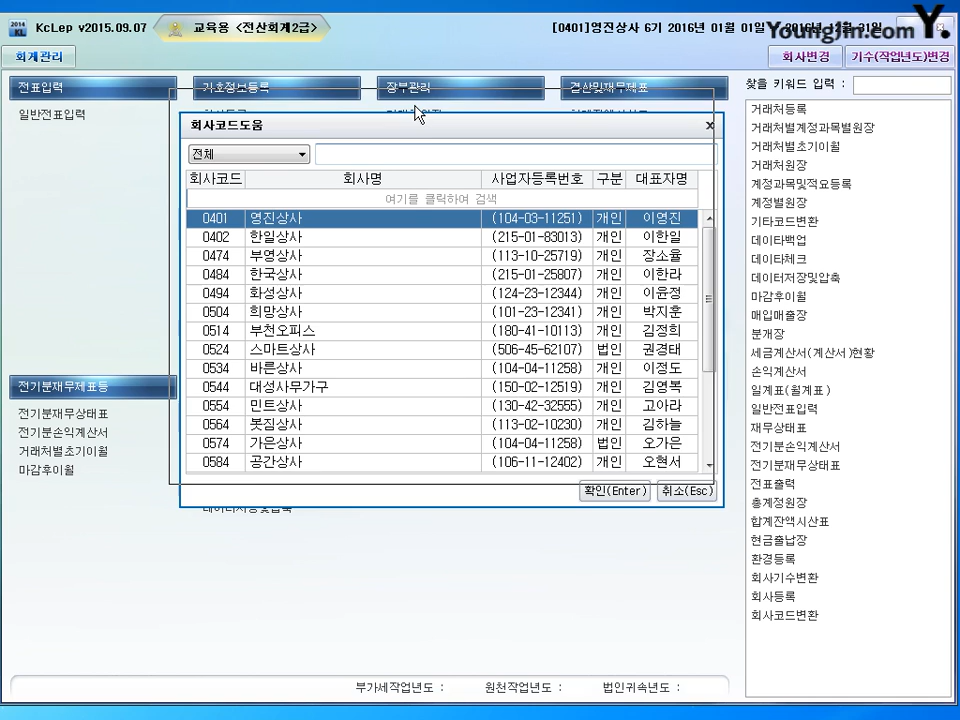 2014
KL
KcLep v2015.09.07
교육용 <전산회계2급>
[0401]영진상사 6기 2016년 01월 01일 ~ 2016년 12월 31일
Youngjin.com Y.
회계관리
회사변경
기수(작업년도)변경
전표입력
기초정보등록
장부관리
결산및재무제표
찾을 키워드 입력 :
일반전표입력
거래처등록
거래처별계정과목별원장
거래처별초기이월
거래처원장
계정과목및적요등록
계정별원장
기타코드변환
데이타백업
데이타체크
데이터저장및압축
마감후이월
매입매출장
분개장
세금계산서(계산서)현황
손익계산서
일계표(월계표)
일반전표입력
재무상태표
전기분손익계산서
전기분재무상태표
전표출력
총계정원장
합계잔액시산표
현금출납장
환경등록
회사기수변환
회사등록
회사코드변환
회사코드도움
전체
회사코드 회사명 사업자등록번호 구분 대표자명
여기를 클릭하여 검색
0401 영진상사 (104-03-11251) 개인 이영진
0402 한일상사 (215-01-83013) 개인 이한일
0474 부영상사 (113-10-25719) 개인 장소율
0484 한국상사 (215-01-25807) 개인 이한라
0494 화성상사 (124-23-12344) 개인 이윤정
0504 희망상사 (101-23-12341) 개인 박지훈
0514 부천오피스 (180-41-10113) 개인 김정희
0524 스마트상사 (506-45-62107) 법인 권경태
0534 바른상사 (104-04-11258) 개인 이정도
0544 대성사무가구 (150-02-12519) 개인 김영복
0554 민트상사 (130-42-32555) 개인 고아라
0564 봇짐상사 (113-02-10230) 개인 김하늘
0574 가은상사 (104-04-11258) 법인 오가은
0584 공간상사 (106-11-12402) 개인 오현서
확인(Enter) 취소(Esc)
전기분재무제표등
전기분재무상태표
전기분손익계산서
거래처별초기이월
마감후이월
데이터저장및압축
부가세작업년도 :
원천작업년도 :
법인귀속년도 :